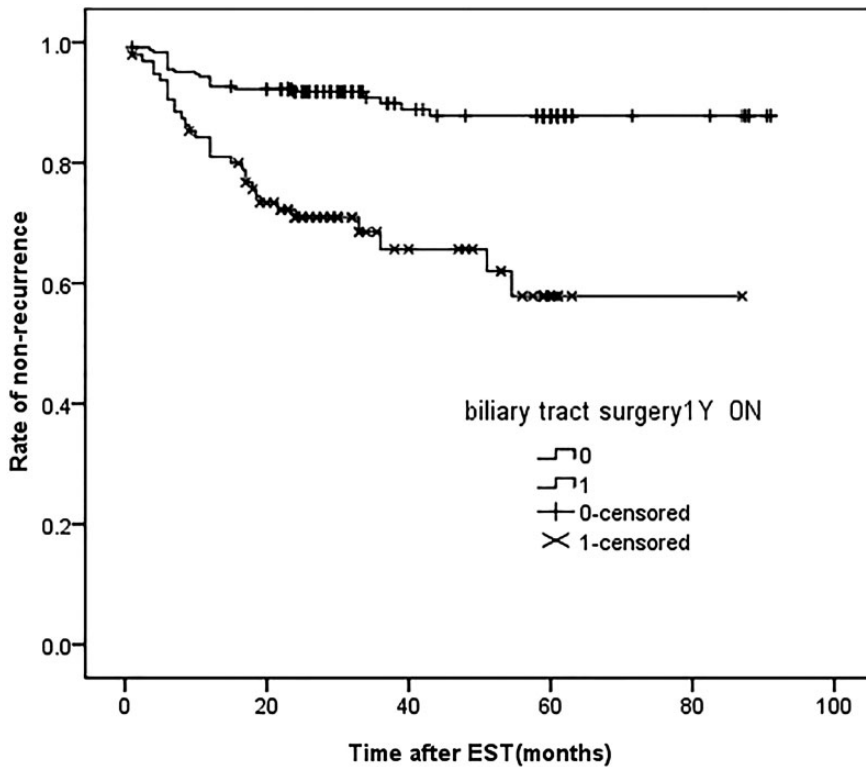 1.0
0.8
0.6
0.4
0.2
0.0
Rate of non-recurrence
biliary tract surgery1Y 0N
0
1
0-censored
1-censored
0 20 40 60 80 100
Time after EST(months)